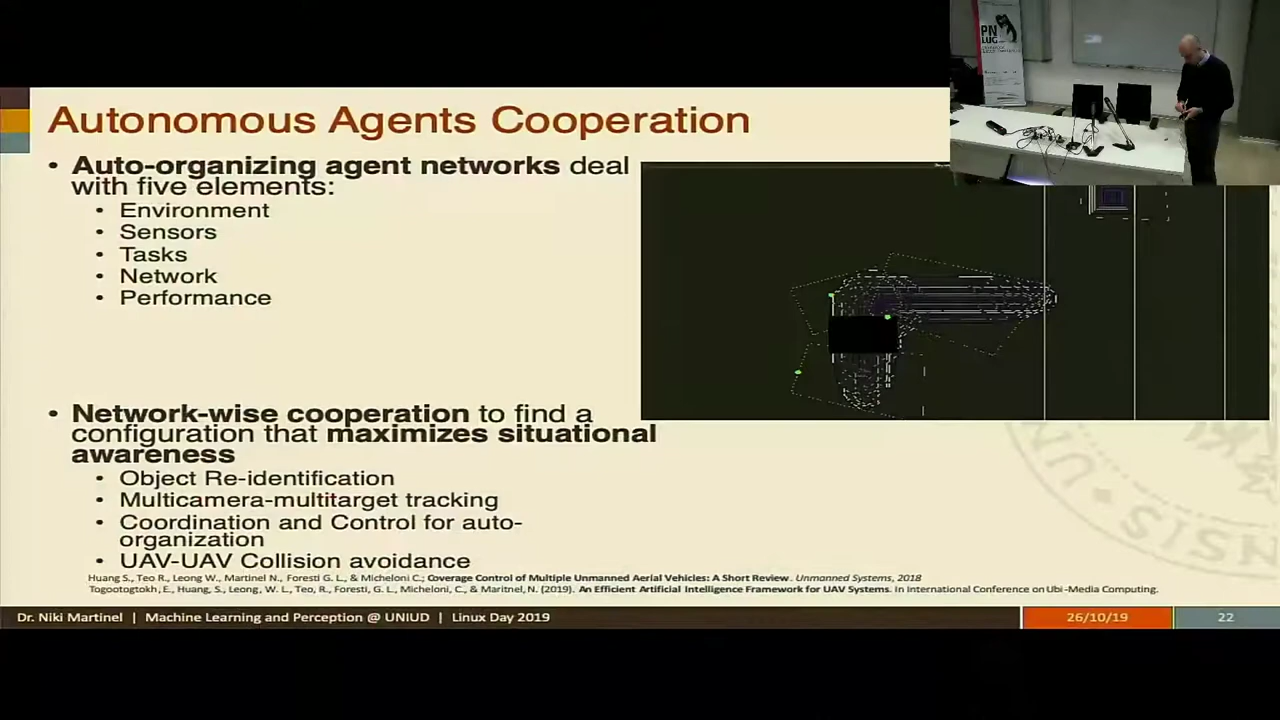 PN
LUG
Autonomous Agents Cooperation
• Auto-organizing agent networks deal
with five elements:
• Environment
• Sensors
• Tasks
• Network
• Performance
• Network-wise cooperation to find a
configuration that maximizes situational
awareness
• Object Re-identification
• Multicamera-multitarget tracking
• Coordination and Control for auto-
organization
• UAV-UAV Collision avoidance
Huang S., Teo R., Leong W., Martinel N., Foresti G. L., & Micheloni C.; Coverage Control of Multiple Unmanned Aerial Vehicles: A Short Review. Unmanned Systems, 2018
Togootogtokh, E., Huang, S., Leong, W. L., Teo, R., Foresti, G. L., Micheloni, C., & Maritnel, N. (2019). An Efficient Artificial Intelligence Framework for UAV Systems. In International Conference on Ubi-Media Computing.
Dr. Niki Martinel | Machine Learning and Perception @ UNIUD | Linux Day 2019
26/10/19
22